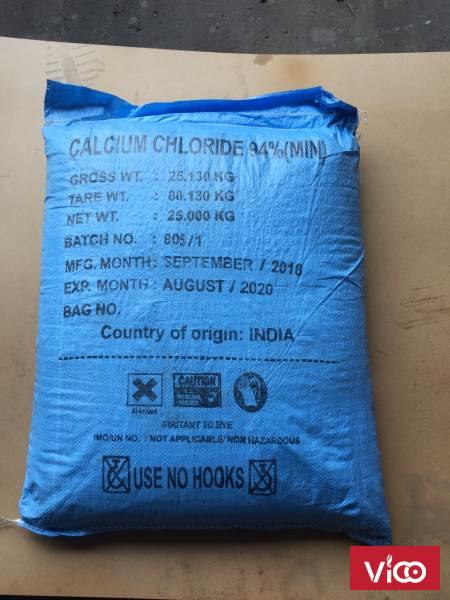 CALCIUM CHLORIDE 94%(MIN)
GROSS WT. : 25.130 KG
TARE WT. : 00.130 KG
NET WT. : 25.000 KG
BATCH NO. : 805/1
MFG. MONTH : SEPTEMBER / 2018
EXP. MONTH : AUGUST / 2020
BAG NO.
Country of origin: INDIA
Xi-Irritant
CAUTION
IRRITANT TO EYE
IMO/UN NO. : NOT APPLICABLE/ NON HAZARDOUS
USE NO HOOKS
VICO